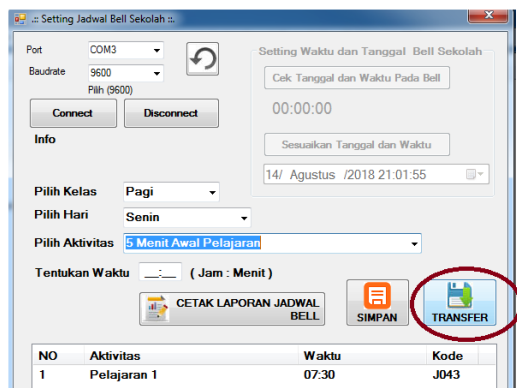 .:: Setting Jadwal Bell Sekolah ::.
Port COM3
Baudrate 9600
Pilih (9600)
Connect Disconnect
Info
Setting Waktu dan Tanggal Bell Sekolah
Cek Tanggal dan Waktu Pada Bell
00:00:00
Sesuaikan Tanggal dan Waktu
14/ Agustus /2018 21:01:55
Pilih Kelas Pagi
Pilih Hari Senin
Pilih Aktivitas 5 Menit Awal Pelajaran
Tentukan Waktu __:__ ( Jam : Menit )
CETAK LAPORAN JADWAL
BELL
SIMPAN
TRANSFER
NO Aktivitas Waktu Kode
1 Pelajaran 1 07:30 J043